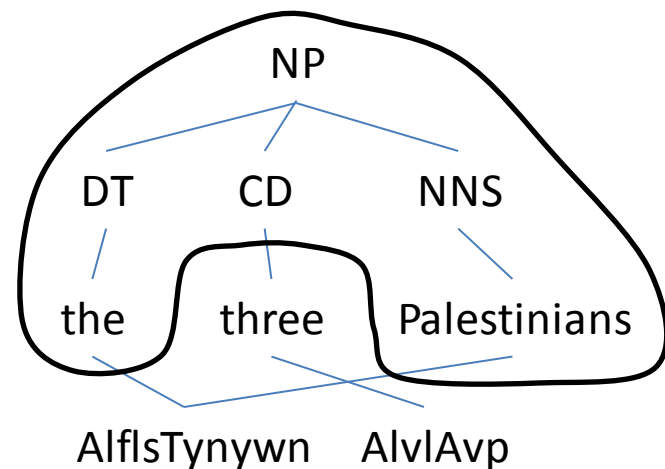 NP
DT CD NNS
the three Palestinians
AlflsTynywn AlvlAvp